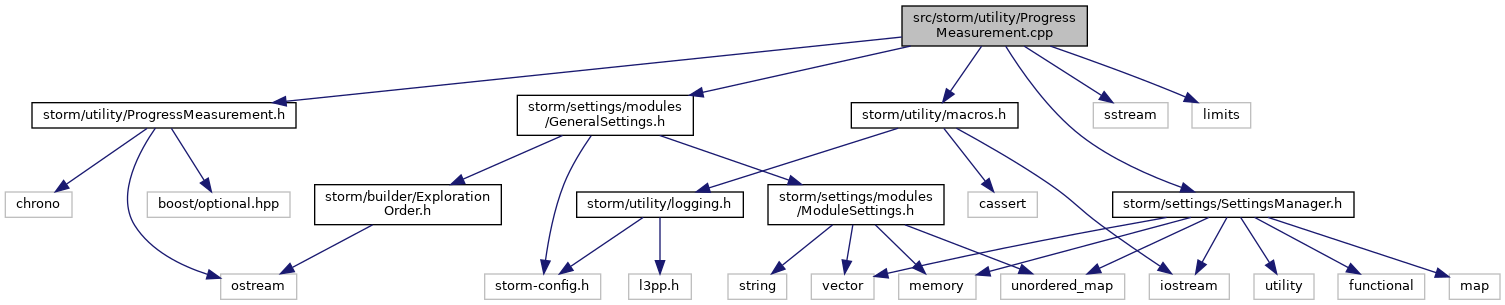 src/storm/utility/Progress
Measurement.cpp
storm/utility/ProgressMeasurement.h
storm/settings/modules
/GeneralSettings.h
storm/utility/macros.h
sstream
limits
chrono
boost/optional.hpp
storm/builder/Exploration
Order.h
storm/utility/logging.h
storm/settings/modules
/ModuleSettings.h
cassert
storm/settings/SettingsManager.h
ostream
storm-config.h
l3pp.h
string
vector
memory
unordered_map
iostream
utility
functional
map